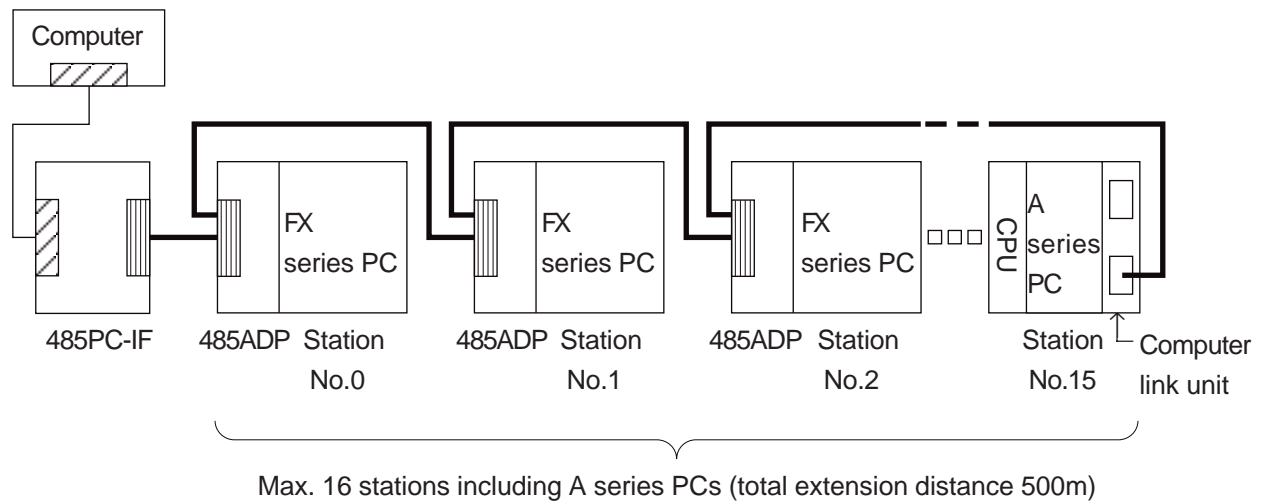 Computer
FX
series PC
FX
series PC
FX
series PC
CPU
A
series
PC
485PC-IF
485ADP Station
No.0
485ADP Station
No.1
485ADP Station
No.2
Station
No.15
Computer
link unit
Max. 16 stations including A series PCs (total extension distance 500m)